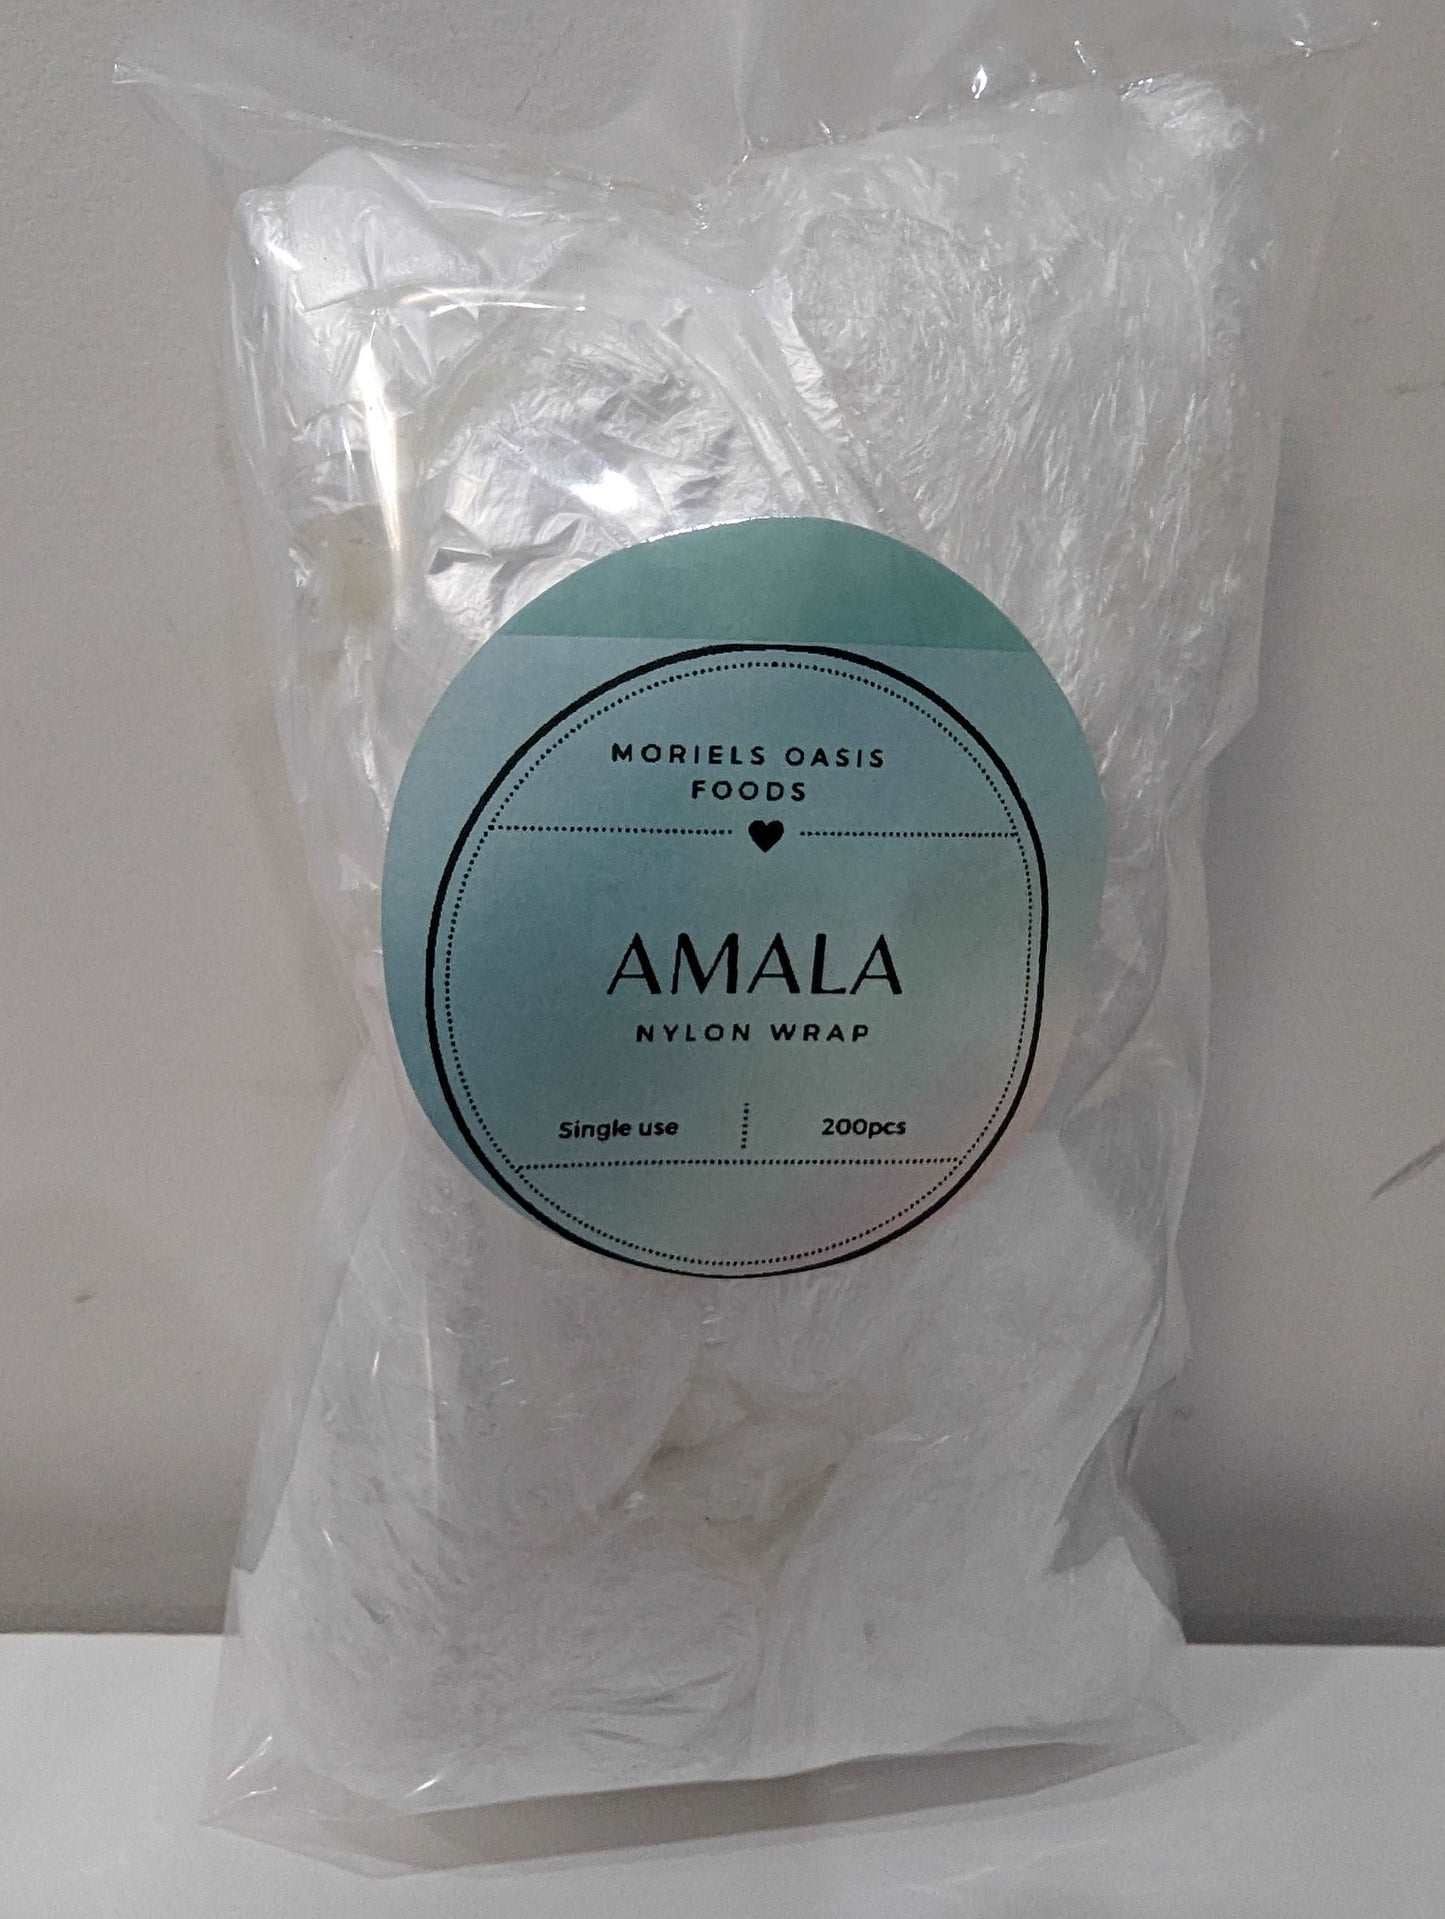 MORIELS OASIS
FOODS
AMALA
NYLON WRAP
Single use
200pcs